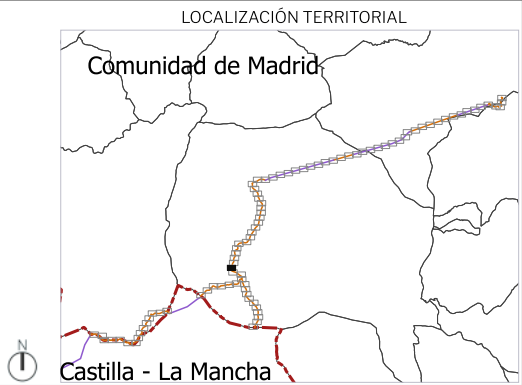 LOCALIZACIÓN TERRITORIAL
Comunidad de Madrid
N
Castilla - La Mancha